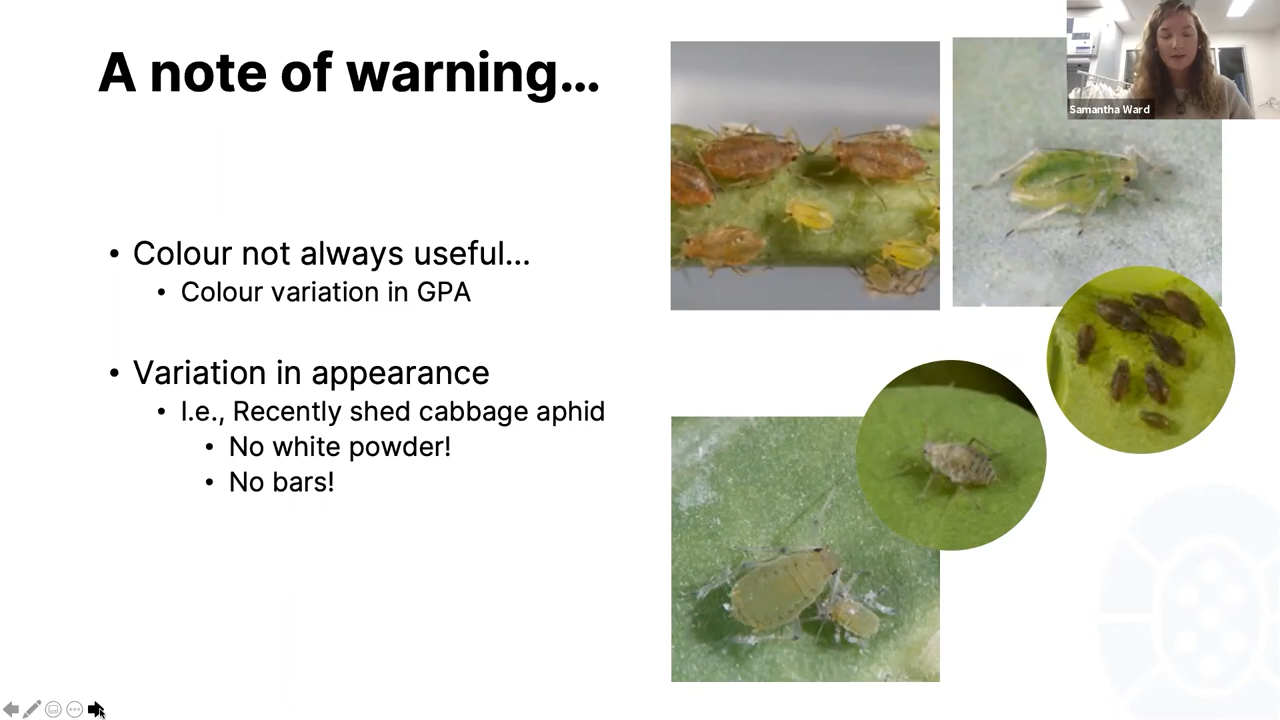 A note of warning...
Samantha Ward
• Colour not always useful...
• Colour variation in GPA
• Variation in appearance
• I.e., Recently shed cabbage aphid
• No white powder!
• No bars!